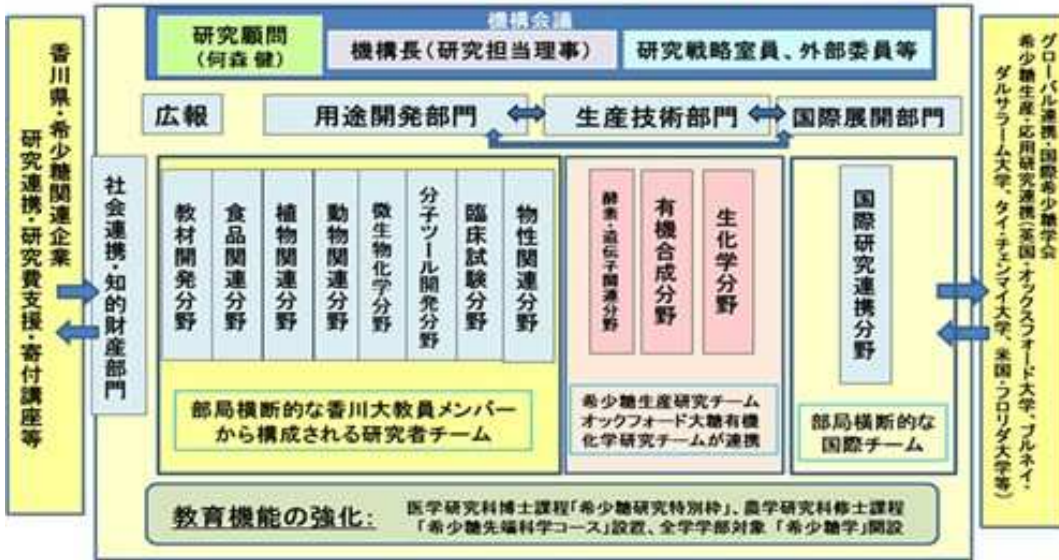 機構会議
研究顧問
(何森 健)
機構長(研究担当理事)
研究戦略室員、外部委員等
広報
用途開発部門
生産技術部門
国際展開部門
香川県・希少糖関連企業
研究連携・研究費支援・寄付講座等
社会連携・知的財産部門
教材開発分野
食品関連分野
植物関連分野
動物関連分野
微生物化学分野
分子ツール開発分野
臨床試験分野
物性関連分野
部局横断的な香川大教員メンバー
から構成される研究者チーム
酵素・遺伝子関連分野
有機合成分野
生化学分野
希少糖生産研究チーム
オックフォード大糖有機
化学研究チームが連携
国際研究連携分野
部局横断的な
国際チーム
グローバル連携・国際希少糖学会
希少糖生産・応用研究連携(英国・オックスフォード大学、ブルネイ・
ダルサラーム大学、タイ・チェンマイ大学、米国・フロリダ大学等)
教育機能の強化:
医学研究科博士課程「希少糖研究特別枠」、農学研究科修士課程
「希少糖先端科学コース」設置、全学学部対象 「希少糖学」開設